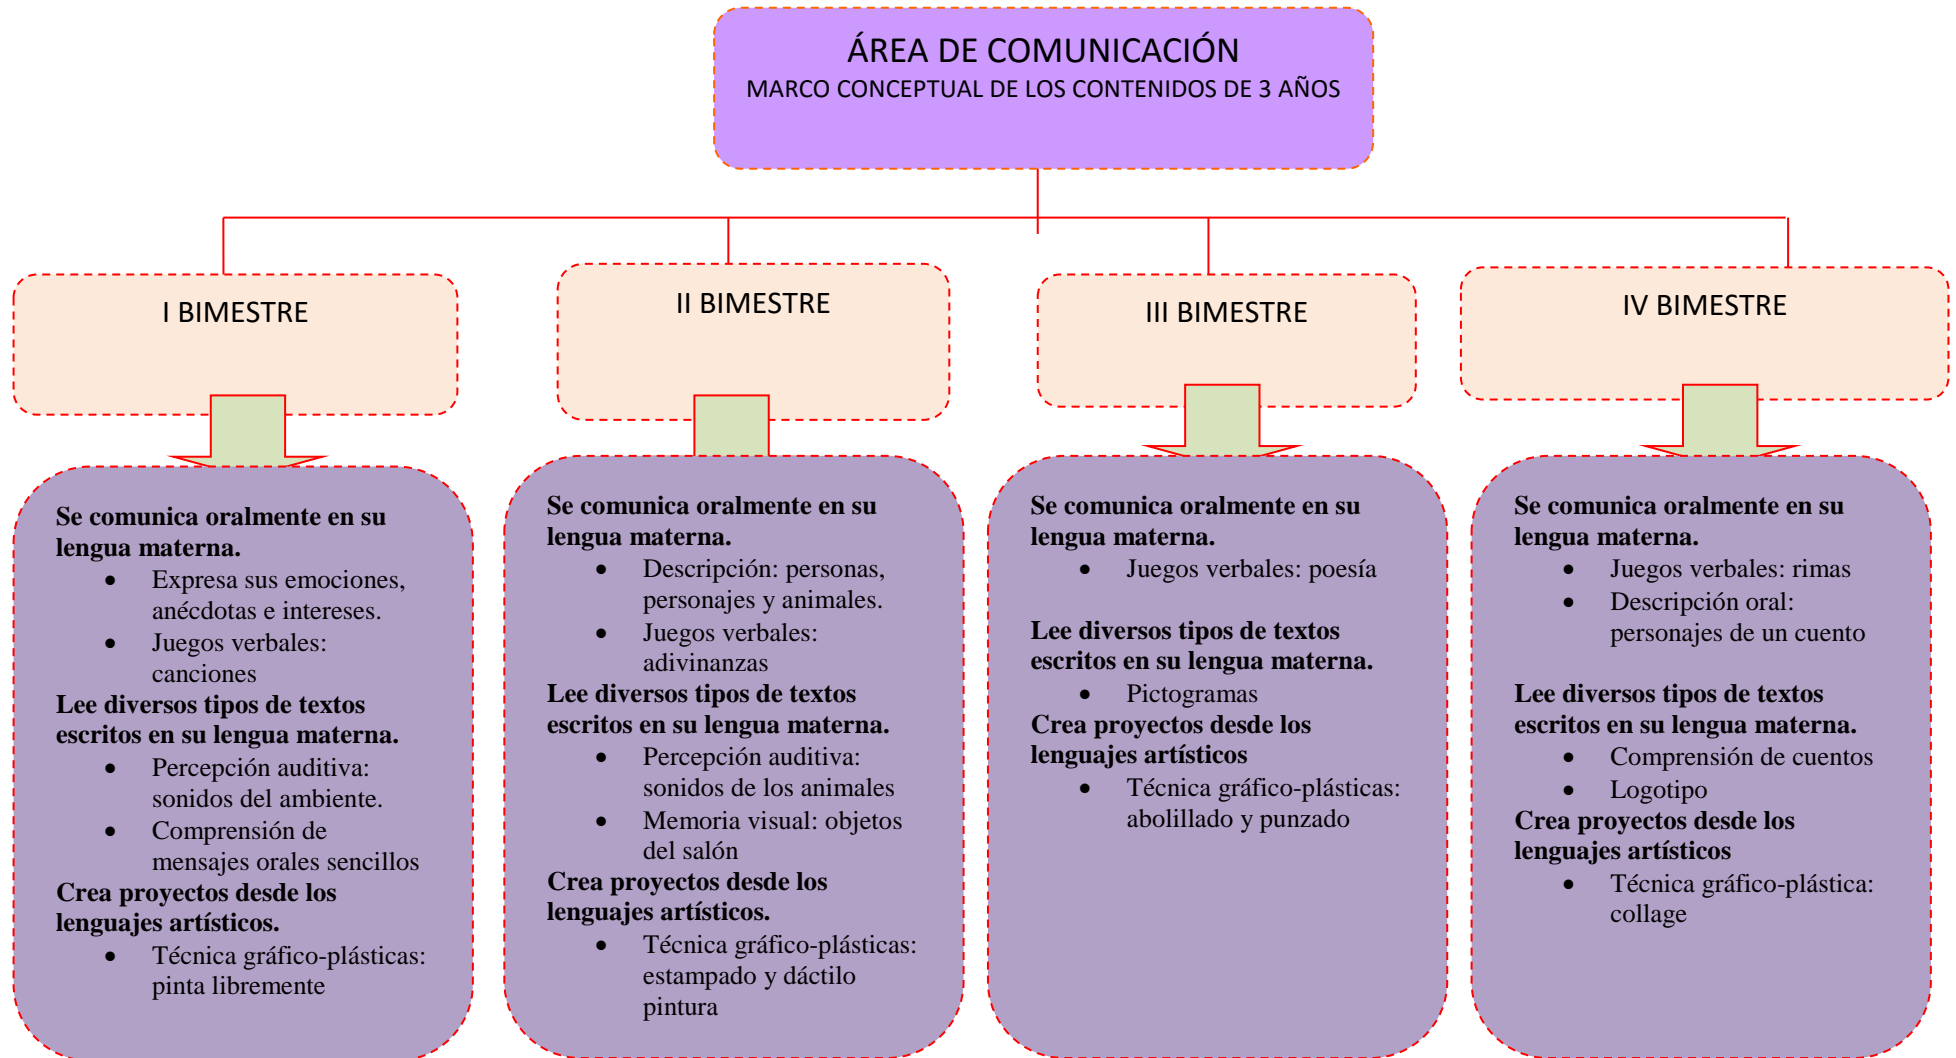 ÁREA DE COMUNICACIÓN
MARCO CONCEPTUAL DE LOS CONTENIDOS DE 3 AÑOS
I BIMESTRE
Se comunica oralmente en su
lengua materna.
• Expresa sus emociones,
anécdotas e intereses.
• Juegos verbales:
canciones
Lee diversos tipos de textos
escritos en su lengua materna.
• Percepción auditiva:
sonidos del ambiente.
• Comprensión de
mensajes orales sencillos
Crea proyectos desde los
lenguajes artísticos.
• Técnica gráfico-plásticas:
pinta libremente
II BIMESTRE
Se comunica oralmente en su
lengua materna.
• Descripción: personas,
personajes y animales.
• Juegos verbales:
adivinanzas
Lee diversos tipos de textos
escritos en su lengua materna.
• Percepción auditiva:
sonidos de los animales
• Memoria visual: objetos
del salón
Crea proyectos desde los
lenguajes artísticos.
• Técnica gráfico-plásticas:
estampado y dáctilo
pintura
III BIMESTRE
Se comunica oralmente en su
lengua materna.
• Juegos verbales: poesía
Lee diversos tipos de textos
escritos en su lengua materna.
• Pictogramas
Crea proyectos desde los
lenguajes artísticos
• Técnica gráfico-plásticas:
abolillado y punzado
IV BIMESTRE
Se comunica oralmente en su
lengua materna.
• Juegos verbales: rimas
• Descripción oral:
personajes de un cuento
Lee diversos tipos de textos
escritos en su lengua materna.
• Comprensión de cuentos
• Logotipo
Crea proyectos desde los
lenguajes artísticos
• Técnica gráfico-plástica:
collage